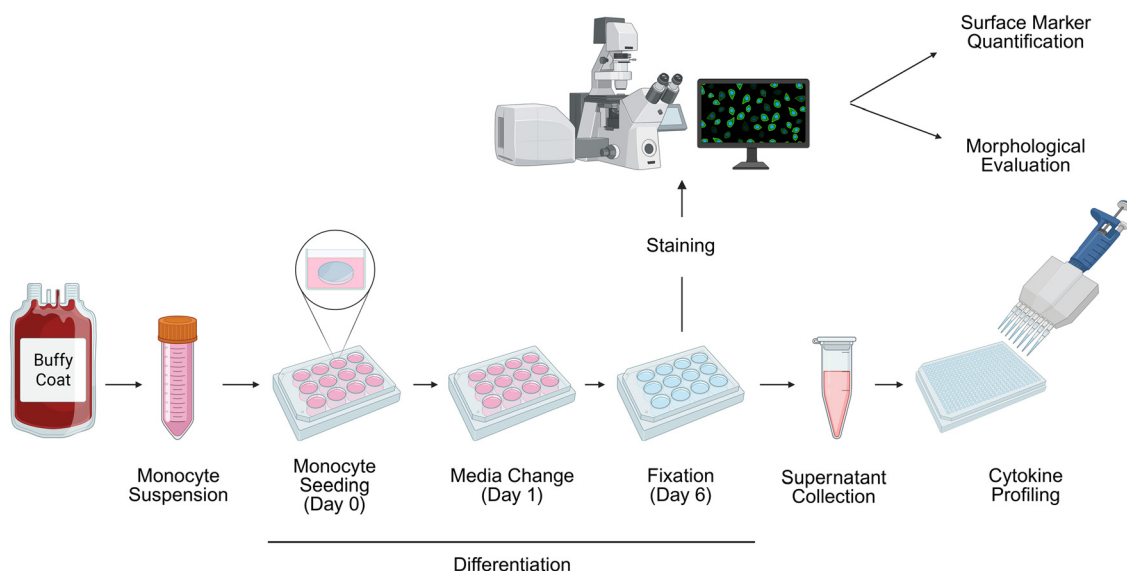 Surface Marker
Quantification
Morphological
Evaluation
Staining
Buffy
Coat
Monocyte
Suspension
Monocyte
Seeding
(Day 0)
Media Change
(Day 1)
Fixation
(Day 6)
Supernatant
Collection
Cytokine
Profiling
Differentiation